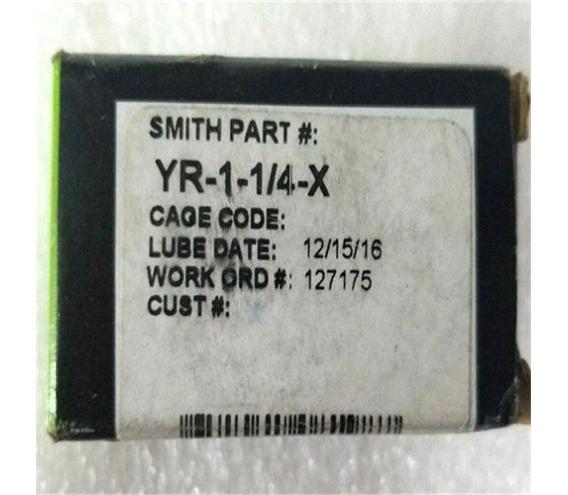 SMITH PART #:
YR-1-1/4-X
CAGE CODE:
LUBE DATE: 12/15/16
WORK ORD #: 127175
CUST #: